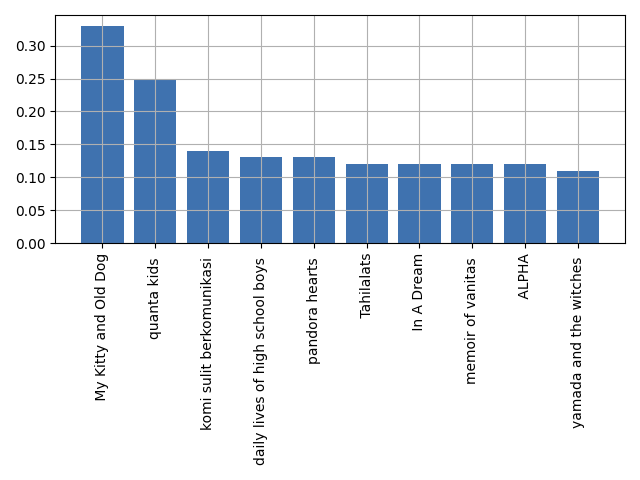 0.30
0.25
0.20
0.15
0.10
0.05
0.00
My Kitty and Old Dog
quanta kids
komi sulit berkomunikasi
daily lives of high school boys
pandora hearts
Tahilalats
In A Dream
memoir of vanitas
ALPHA
yamada and the witches